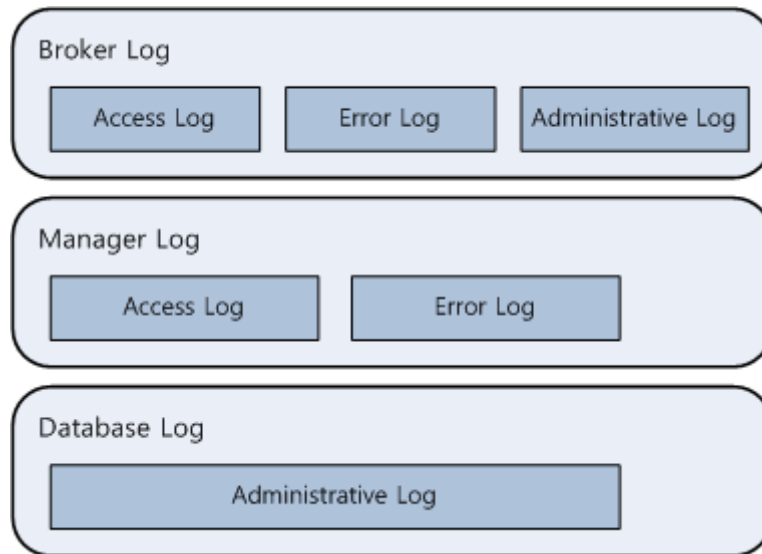 Broker Log
Access Log Error Log Administrative Log
Manager Log
Access Log Error Log
Database Log
Administrative Log